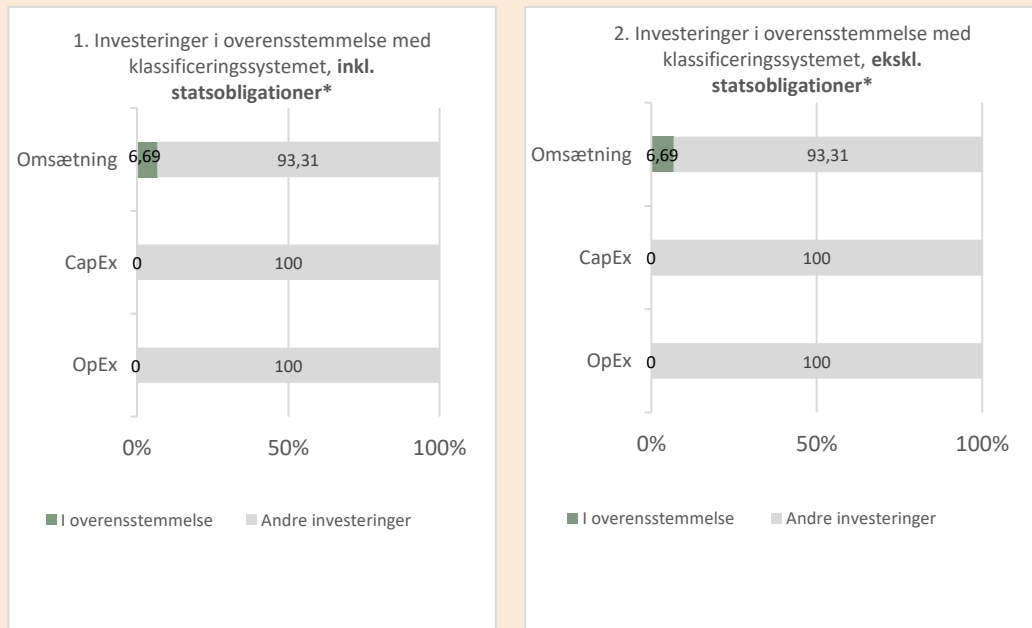 1. Investeringer i overensstemmelse med
klassificeringssystemet, inkl.
statsobligationer*
Omsætning 6,69 93,31
CapEx 0 100
OpEx 0 100
0% 50% 100%
I overensstemmelse Andre investeringer
2. Investeringer i overensstemmelse med
klassificeringssystemet, ekskl.
statsobligationer*
Omsætning 6,69 93,31
CapEx 0 100
OpEx 0 100
0% 50% 100%
I overensstemmelse Andre investeringer